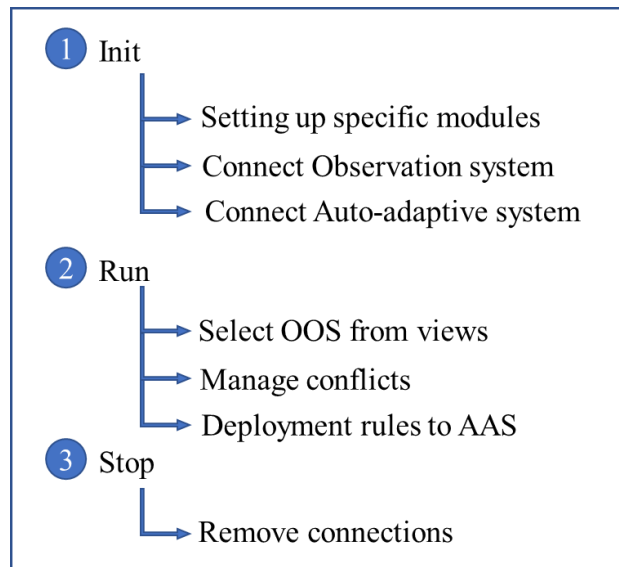 1 Init
Setting up specific modules
Connect Observation system
Connect Auto-adaptive system
2 Run
Select OOS from views
Manage conflicts
Deployment rules to AAS
3 Stop
Remove connections